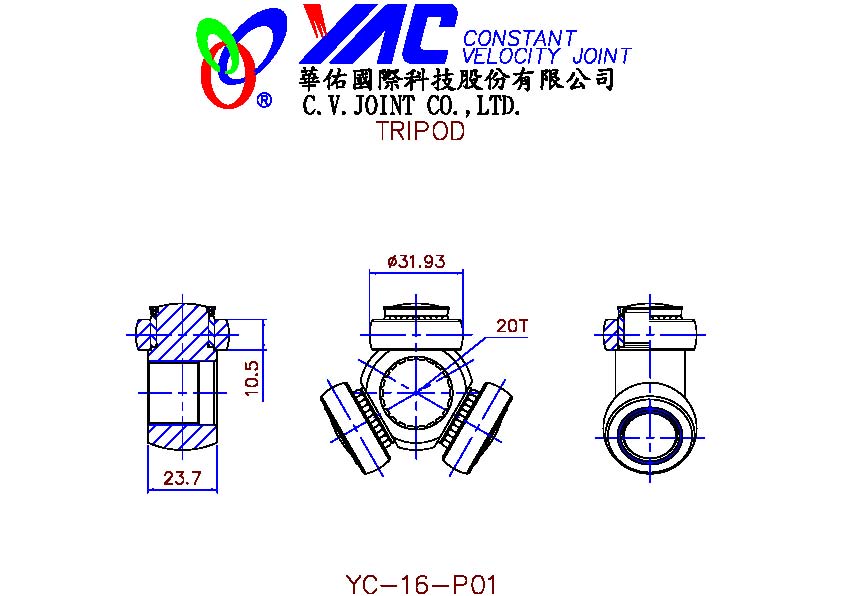 YAC CONSTANT
VELOCITY JOINT
®
華佑國際科技股份有限公司
C.V.JOINT CO.,LTD.
TRIPOD
ø31.93
20T
10.5
23.7
YC-16-P01